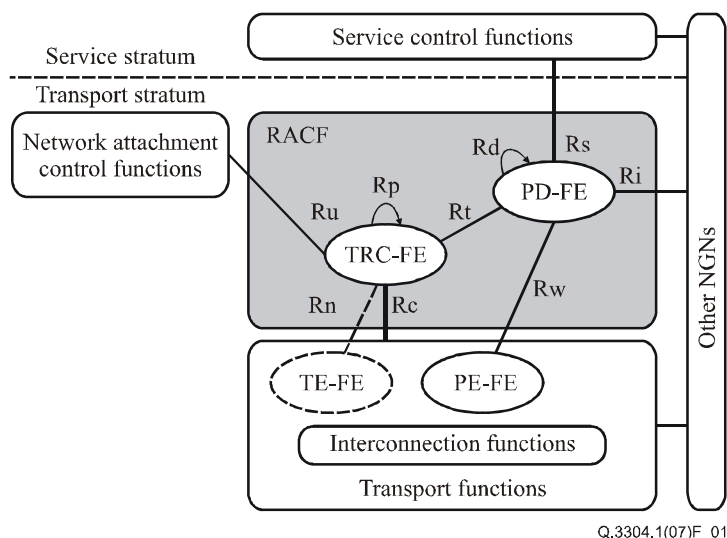 Service control functions
Service stratum
Transport stratum
Network attachment
control functions
RACF
Rd
Rs
Ri
PD-FE
Rp
Ru
Rt
TRC-FE
Rn
Rc
Rw
TE-FE
PE-FE
Interconnection functions
Transport functions
Other NGNs
Q.3304.1(07)F_01